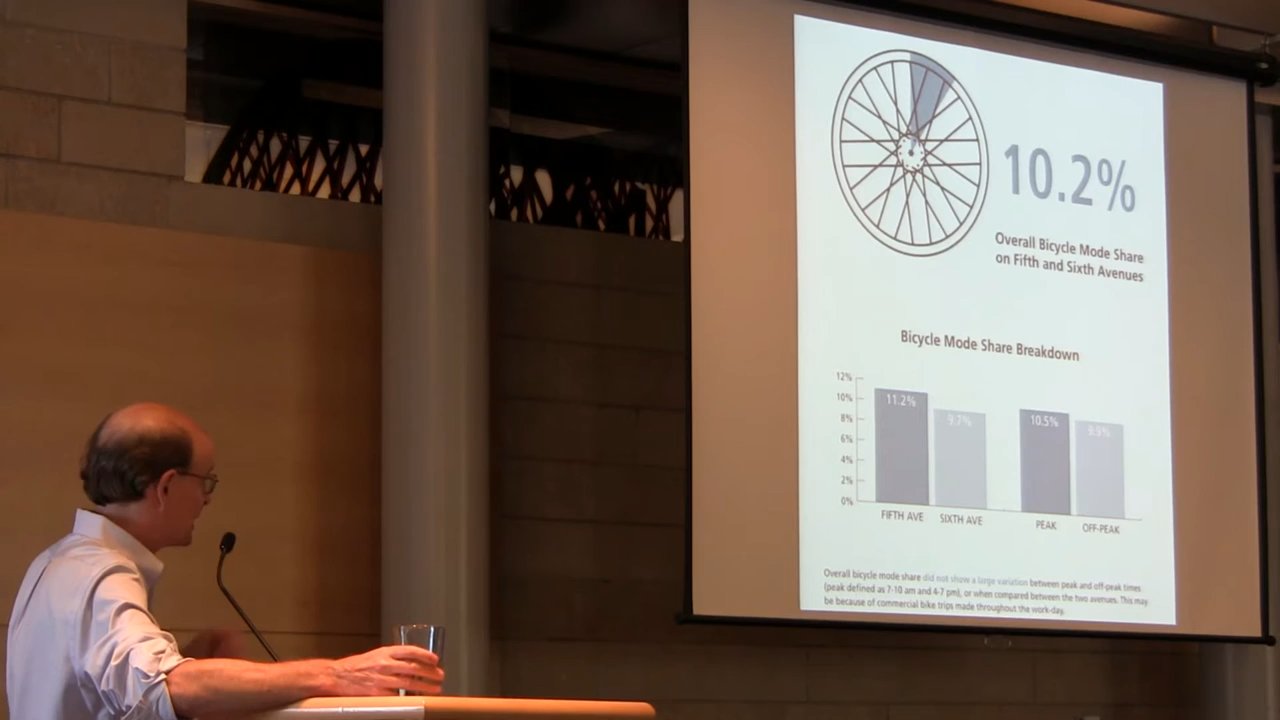 10.2%
Overall Bicycle Mode Share
on Fifth and Sixth Avenues
Bicycle Mode Share Breakdown
12%
10%
8%
6%
4%
2%
0%
11.2%
9.7%
10.5%
9.9%
FIFTH AVE
SIXTH AVE
PEAK
OFF-PEAK
Overall bicycle mode share did not show a large variation between peak and off-peak times
(peak defined as 7-10 am and 4-7 pm), or when compared between the two avenues. This may
be because of commercial bike trips made throughout the work-day.